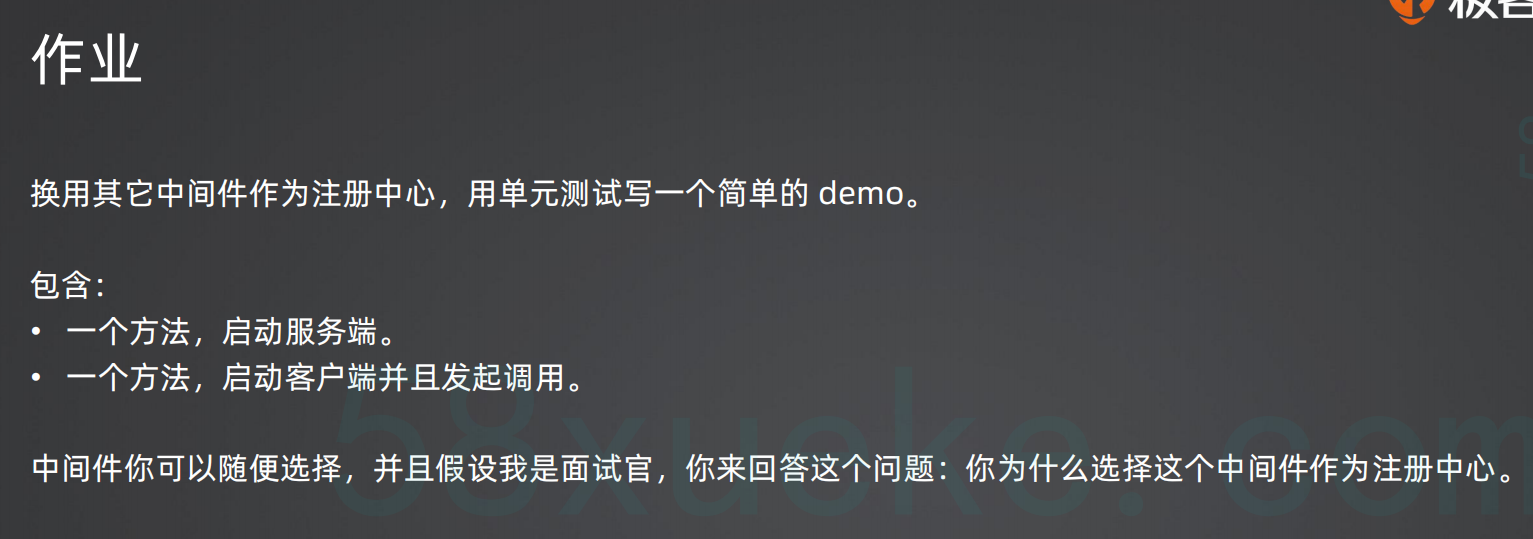 作业
换用其它中间件作为注册中心，用单元测试写一个简单的 demo。
包含：
• 一个方法，启动服务端。
• 一个方法，启动客户端并且发起调用。
中间件你可以随便选择，并且假设我是面试官，你来回答这个问题：你为什么选择这个中间件作为注册中心。